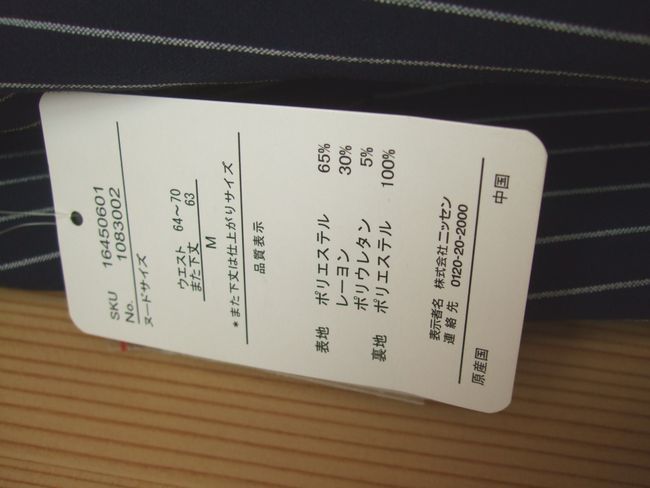 SKU 16450601
No. 1083002
ヌードサイズ
ウエスト 64～70
また下丈 63
M
*また下丈は仕上がりサイズ
品質表示
表地 ポリエステル 65%
レーヨン 30%
ポリウレタン 5%
裏地 ポリエステル 100%
表示者名 株式会社ニッセン
連絡先 0120-20-2000
原産国 中国